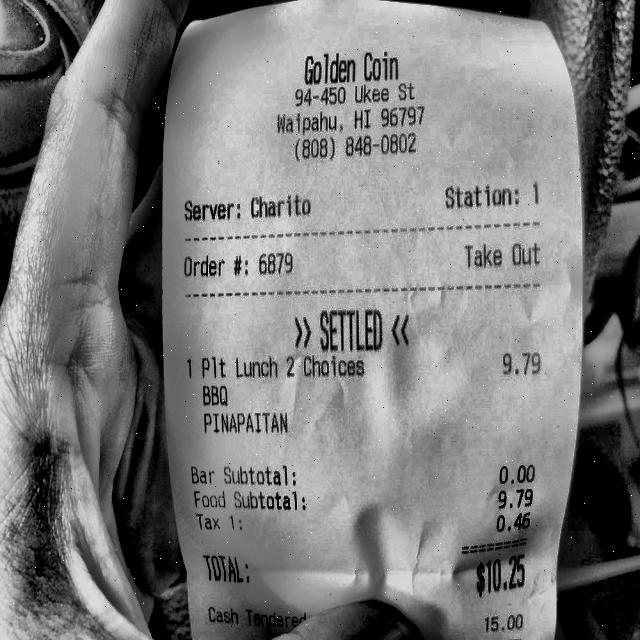 Golden Coin
94-450 Ukee St
Waipahu, HI 96797
(808) 848-0802
Server: Charito Station: 1
Order #: 6879 Take Out
>> SETTLED <<
1 Plt Lunch 2 Choices 9.79
BBQ
PINAPAITAN
Bar Subtotal: 0.00
Food Subtotal: 9.79
Tax 1: 0.46
TOTAL: $10.25
Cash Tendered 15.00